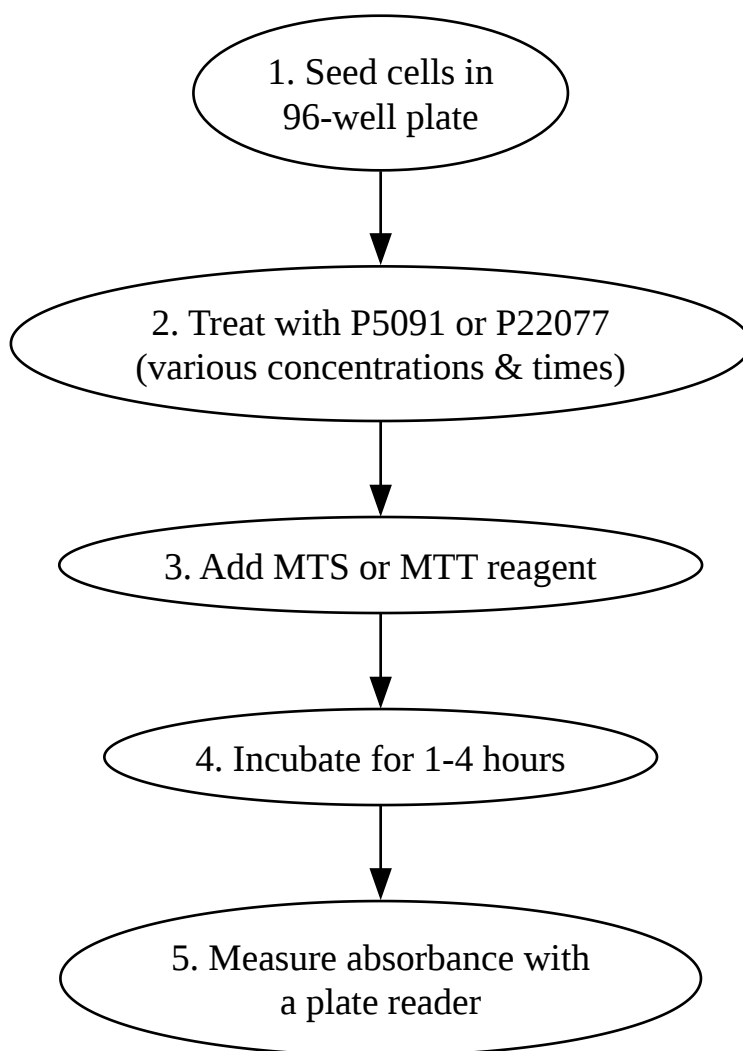 1. Seed cells in
96-well plate
2. Treat with P5091 or P22077
(various concentrations & times)
3. Add MTS or MTT reagent
4. Incubate for 1-4 hours
5. Measure absorbance with
a plate reader